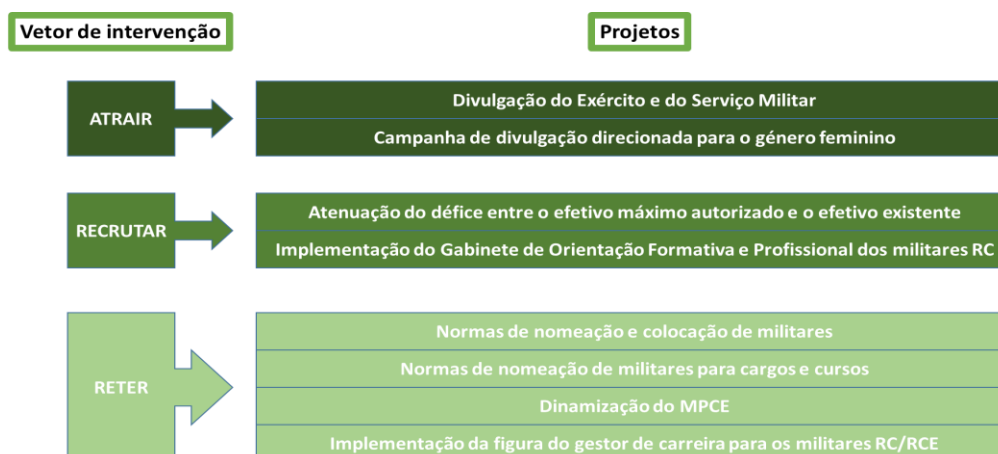 Vetor de intervenção
Projetos
ATRAIR
Divulgação do Exército e do Serviço Militar
Campanha de divulgação direcionada para o género feminino
RECRUTAR
Atenuação do défice entre o efetivo máximo autorizado e o efetivo existente
Implementação do Gabinete de Orientação Formativa e Profissional dos militares RC
RETER
Normas de nomeação e colocação de militares
Normas de nomeação de militares para cargos e cursos
Dinamização do MPCE
Implementação da figura do gestor de carreira para os militares RC/RCE